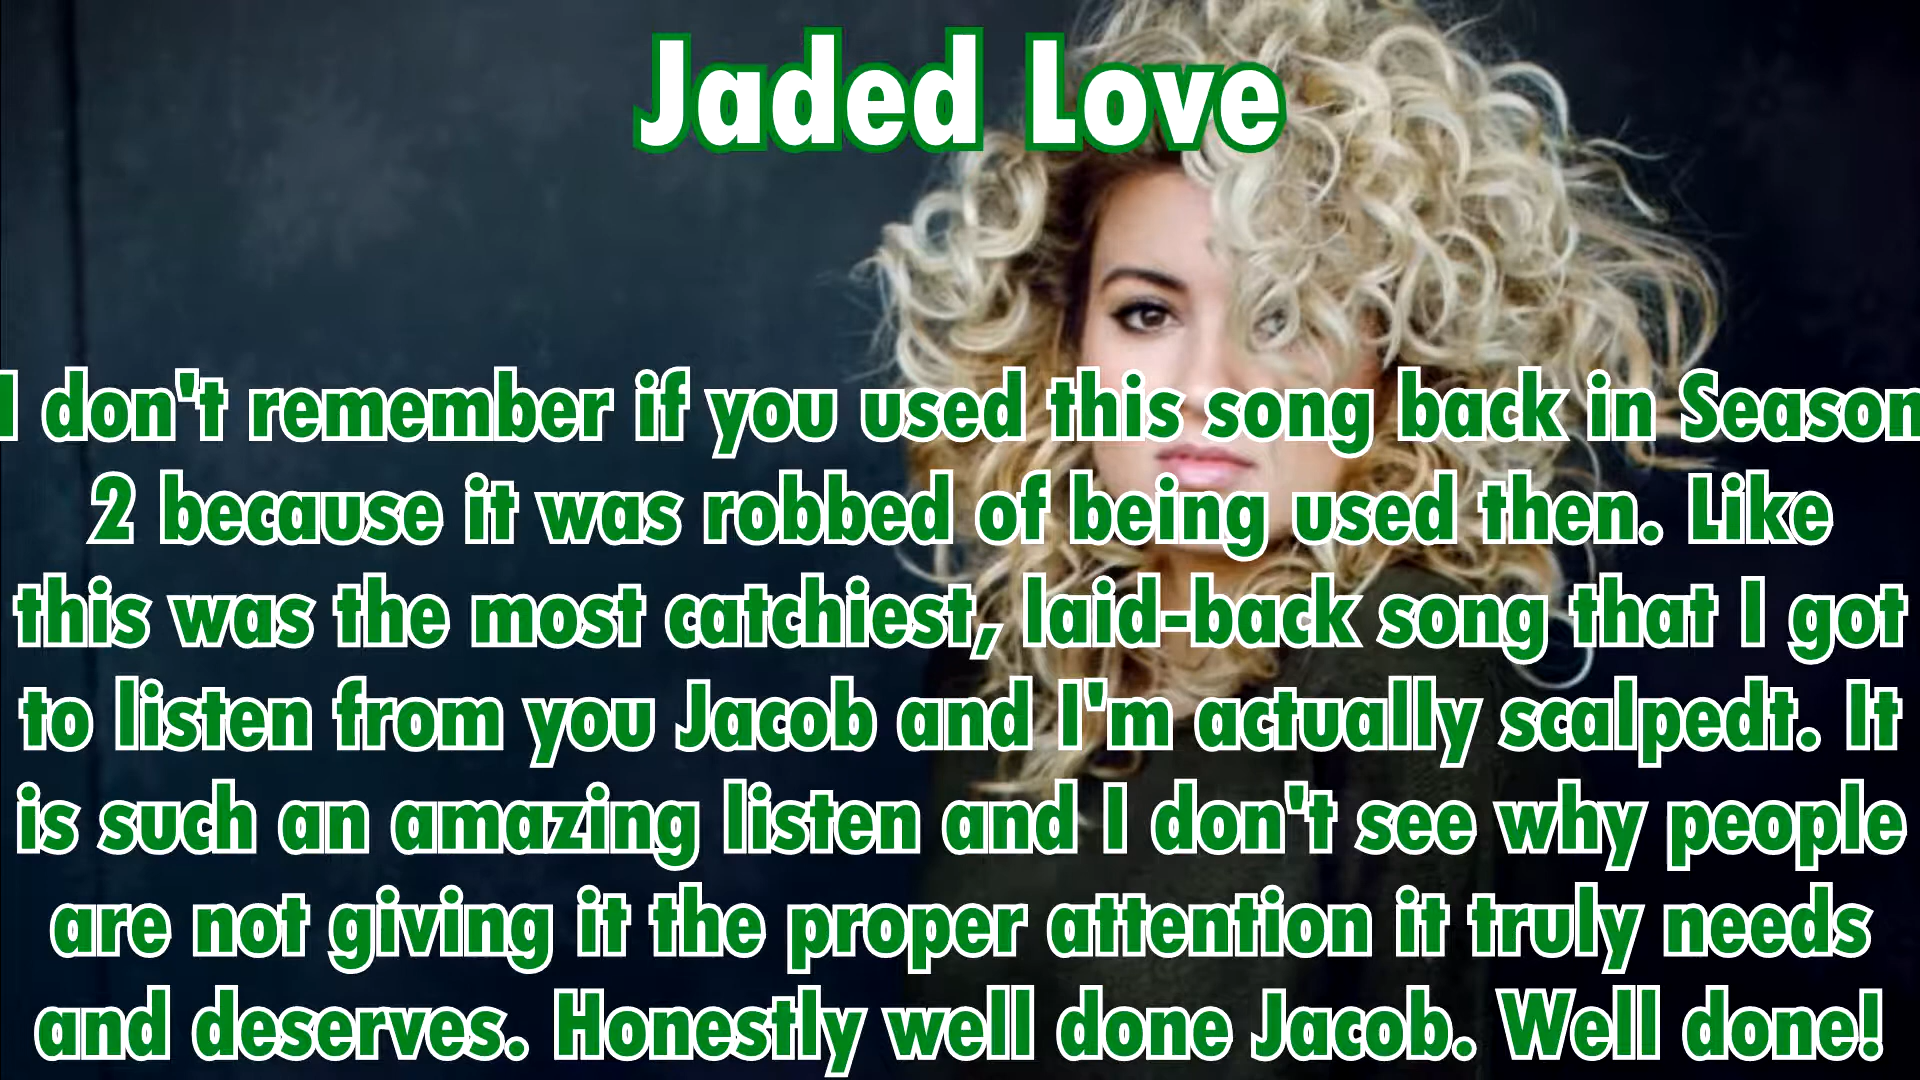 Jaded Love
I don't remember if you used this song back in Season
2 because it was robbed of being used then. Like
this was the most catchiest, laid-back song that I got
to listen from you Jacob and I'm actually scalpedt. It
is such an amazing listen and I don't see why people
are not giving it the proper attention it truly needs
and deserves. Honestly well done Jacob. Well done!